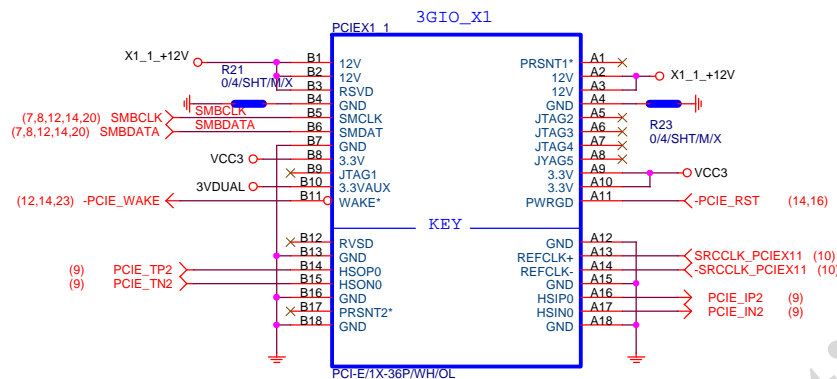 3GIO_X1
PCIEX1_1
X1_1_+12V
R21
0/4/SHT/M/X
B1 12V PRSNT1* A1
B2 12V 12V A2 X1_1_+12V
B3 RSVD 12V A3
B4 GND GND A4
(7,8,12,14,20) SMBCLK SMBCLK B5 SMCLK JTAG2 A5
R23
0/4/SHT/M/X
(7,8,12,14,20) SMBDATA SMBDATA B6 SMDAT JTAG3 A6
B7 GND JTAG4 A7
VCC3 B8 3.3V JYAG5 A8
B9 JTAG1 3.3V A9 VCC3
3VDUAL B10 3.3VAUX 3.3V A10
(12,14,23) -PCIE_WAKE B11 WAKE* PWRGD A11 -PCIE_RST (14,16)
KEY
B12 RVSD GND A12
B13 GND REFCLK+ A13 SRCCLK_PCIEX11 (10)
(9) PCIE_TP2 B14 HSOP0 REFCLK- A14 -SRCCLK_PCIEX11 (10)
(9) PCIE_TN2 B15 HSON0 GND A15
B16 GND HSIP0 A16 PCIE_IP2 (9)
B17 PRSNT2* HSIN0 A17 PCIE_IN2 (9)
B18 GND GND A18
PCI-E/1X-36P/WH/OL